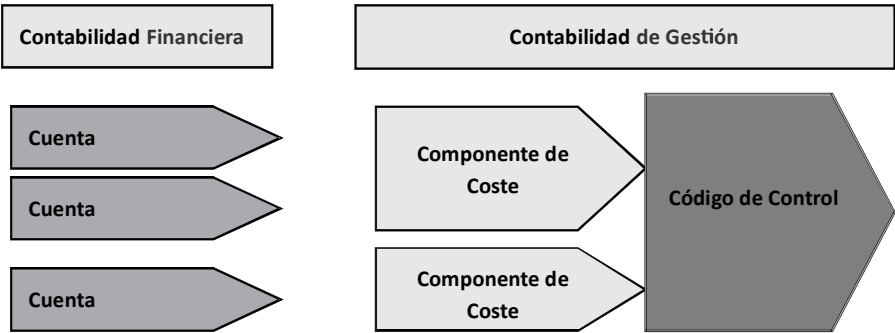 Contabilidad Financiera
Contabilidad de Gestión
Cuenta
Cuenta
Cuenta
Componente de
Coste
Componente de
Coste
Código de Control